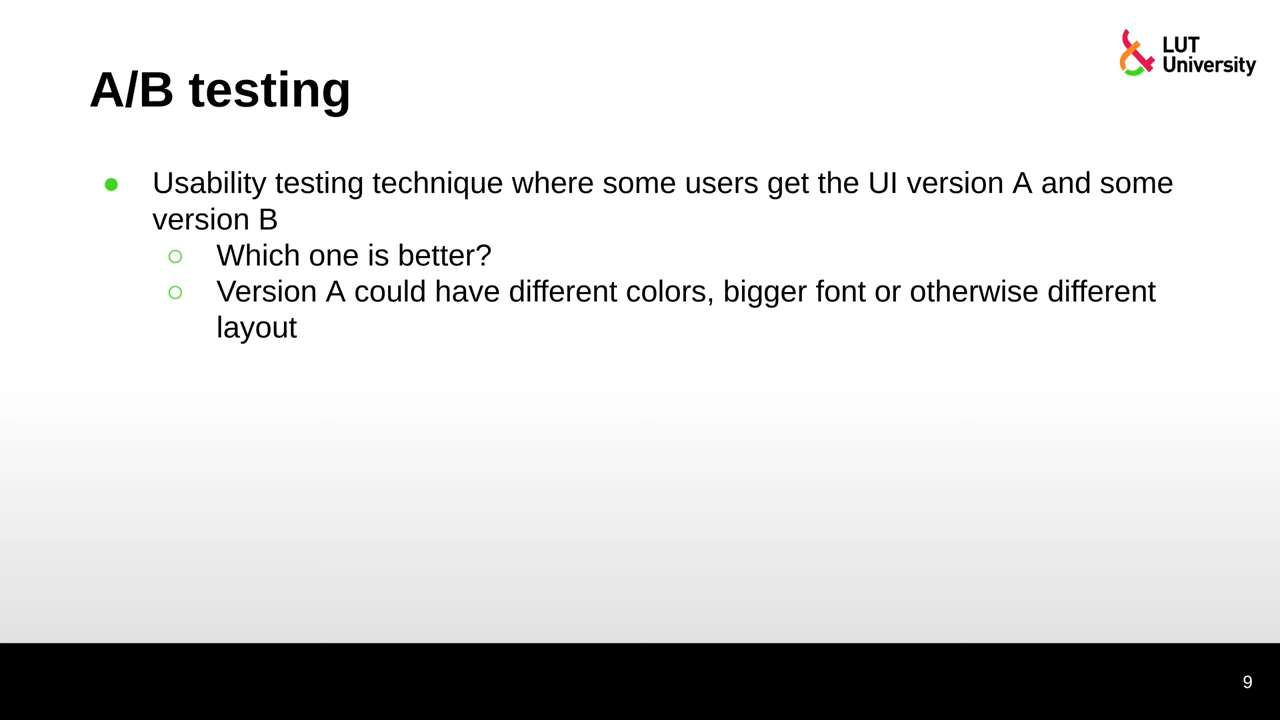 LUT
University
A/B testing
● Usability testing technique where some users get the UI version A and some
version B
○ Which one is better?
○ Version A could have different colors, bigger font or otherwise different
layout
9